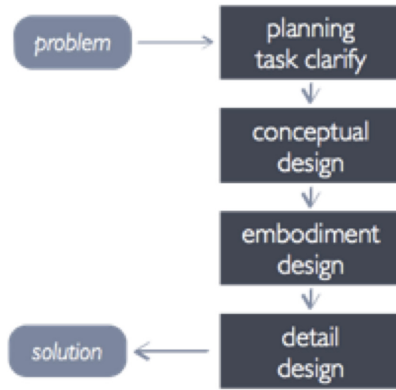 problem
planning
task clarify
conceptual
design
embodiment
design
detail
design
solution